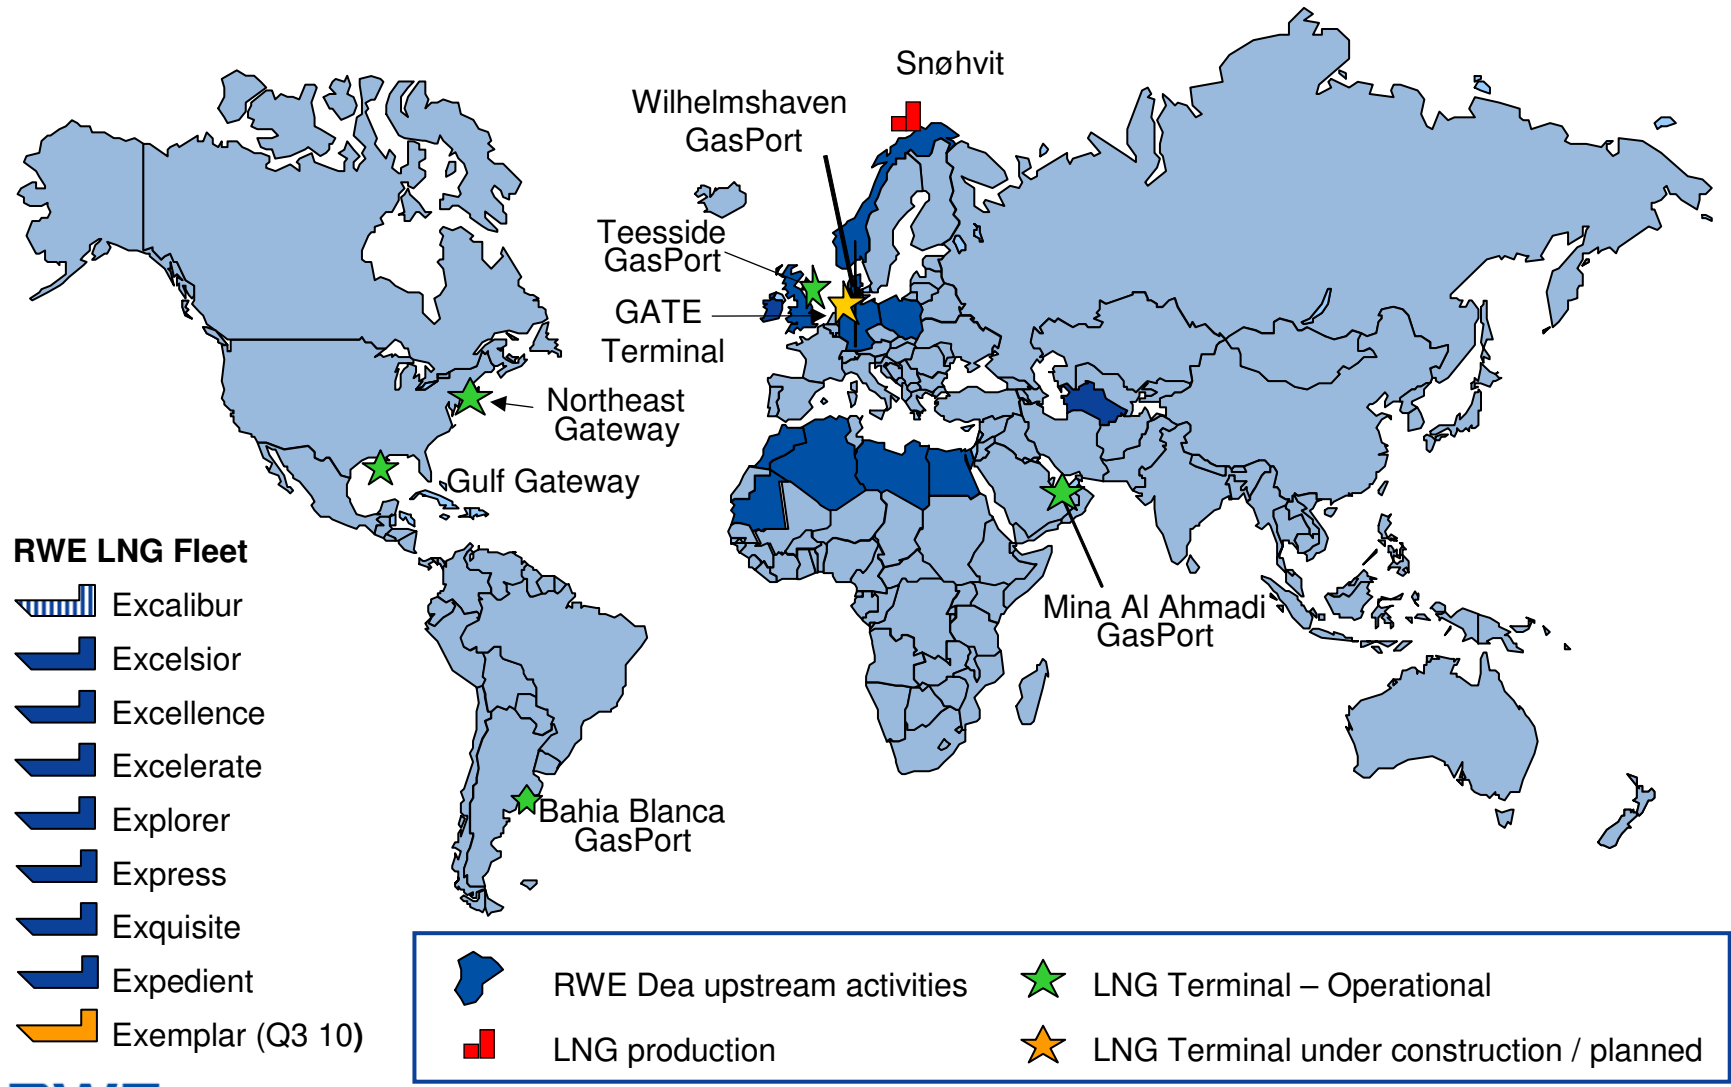 Snøhvit
Wilhelmshaven
GasPort
Teesside
GasPort
GATE
Terminal
Northeast
Gateway
Gulf Gateway
Mina Al Ahmadi
GasPort
Bahia Blanca
GasPort
RWE LNG Fleet
Excalibur
Excelsior
Excellence
Excelerate
Explorer
Express
Exquisite
Expedient
Exemplar (Q3 10)
RWE Dea upstream activities
LNG Terminal – Operational
LNG production
LNG Terminal under construction / planned
RWE